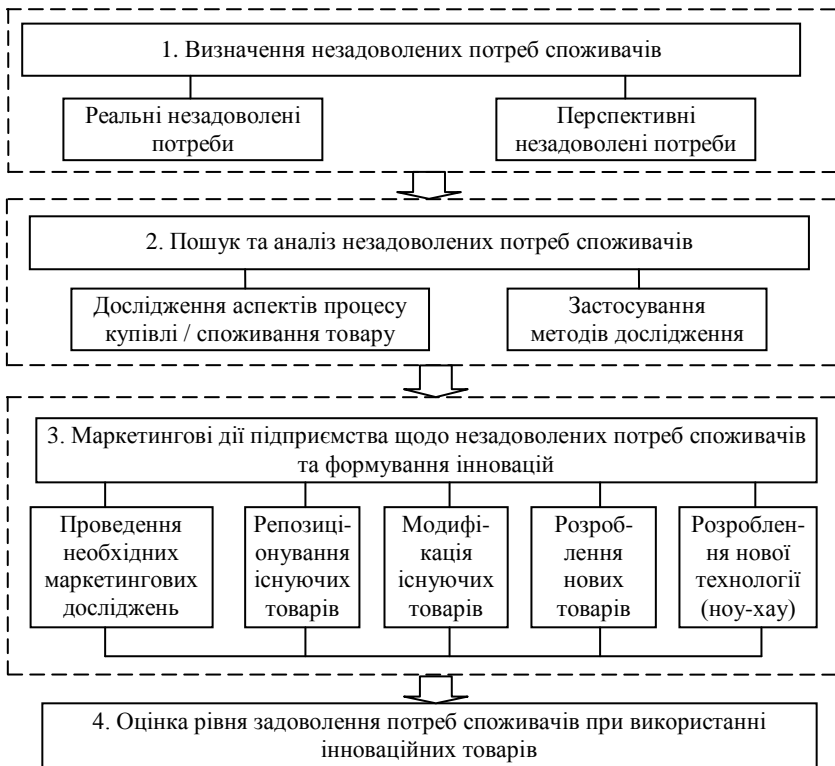 1. Визначення незадоволених потреб споживачів
Реальні незадоволені
потреби
Перспективні
незадоволені потреби
2. Пошук та аналіз незадоволених потреб споживачів
Дослідження аспектів процесу
купівлі / споживання товару
Застосування
методів дослідження
3. Маркетингові дії підприємства щодо незадоволених потреб споживачів
та формування інновацій
Проведення
необхідних
маркетингових
досліджень
Репозиці-
онування
існуючих
товарів
Модифі-
кація
існуючих
товарів
Розроб-
лення
нових
товарів
Розроблен-
ня нової
технології
(ноу-хау)
4. Оцінка рівня задоволення потреб споживачів при використанні
інноваційних товарів